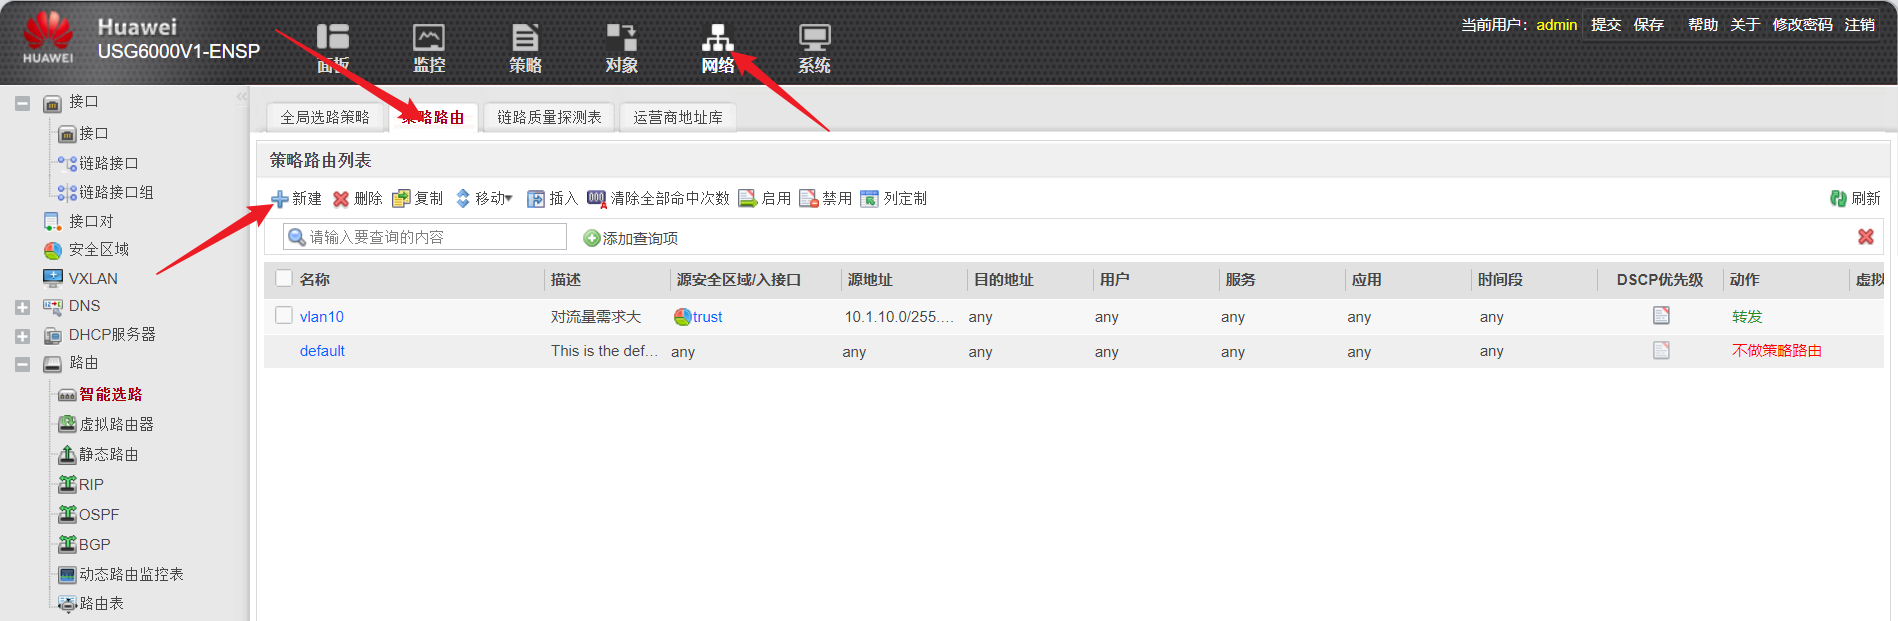 HUAWEI
Huawei
USG6000V1-ENSP
面板 监控 策略 对象 网络 系统
当前用户： admin 提交 保存 帮助 关于 修改密码 注销
接口
接口
链路接口
链路接口组
接口对
安全区域
VXLAN
DNS
DHCP服务器
路由
智能选路
虚拟路由器
静态路由
RIP
OSPF
BGP
动态路由监控表
路由表
全局选路策略 策略路由 链路质量探测表 运营商地址库
策略路由列表
新建 删除 复制 移动 插入 清除全部命中次数 启用 禁用 列定制 刷新
请输入要查询的内容 添加查询项
名称 描述 源安全区域/入接口 源地址 目的地址 用户 服务 应用 时间段 DSCP优先级 动作 虚拟
vlan10 对流量需求大 trust 10.1.10.0/255.... any any any any any 转发
default This is the def... any any any any any any any 不做策略路由